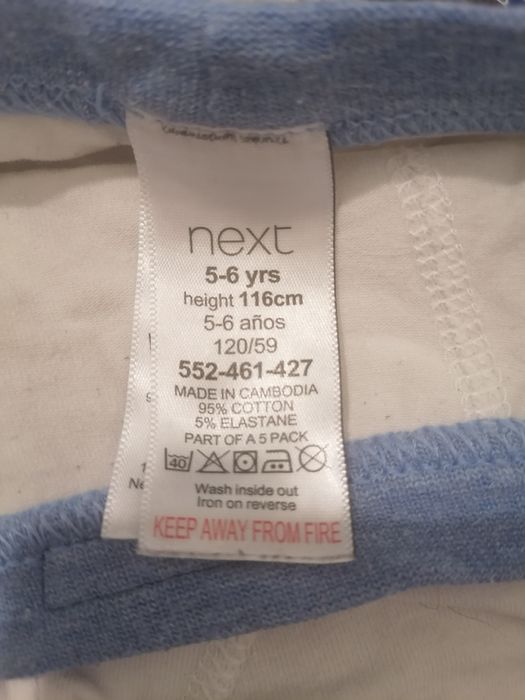 next
5-6 yrs
height 116cm
5-6 años
120/59
552-461-427
MADE IN CAMBODIA
95% COTTON
5% ELASTANE
PART OF A 5 PACK
40
Wash inside out
Iron on reverse
KEEP AWAY FROM FIRE